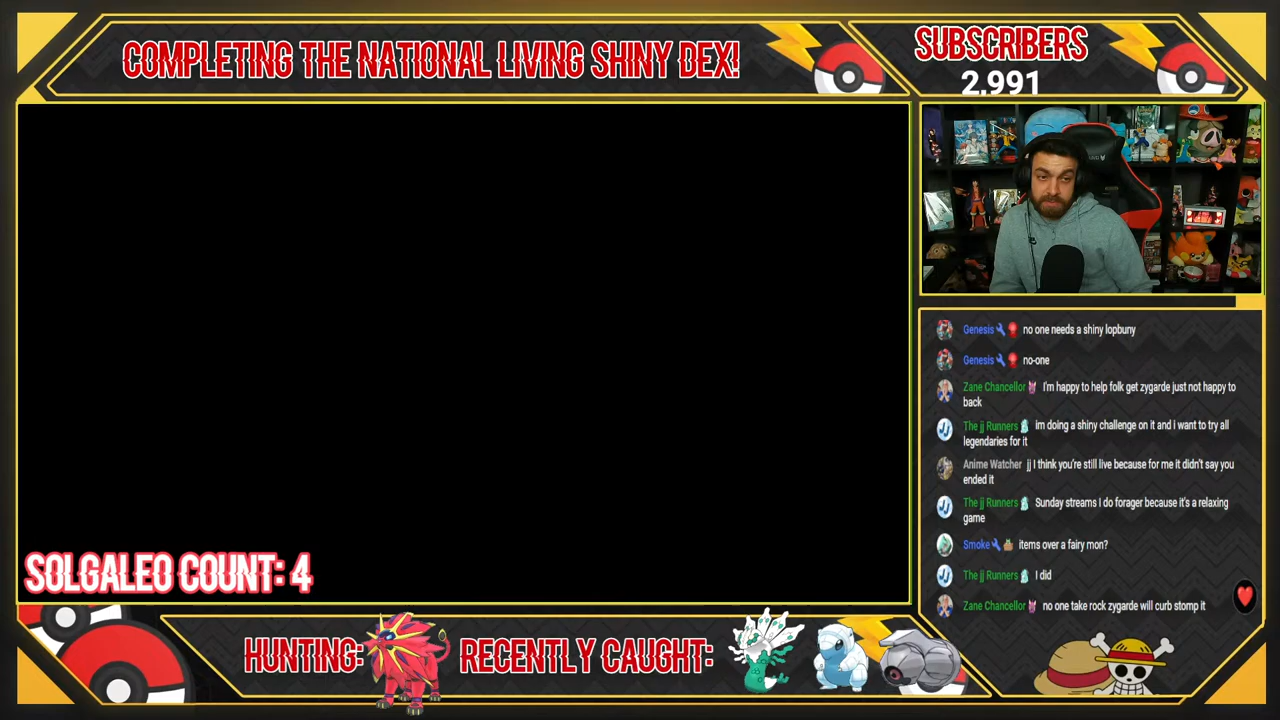 COMPLETING THE NATIONAL LIVING SHINY DEX!
SUBSCRIBERS
2,991
Genesis no one needs a shiny lopbuny
Genesis no-one
Zane Chancellor I'm happy to help folk get zygarde just not happy to
back
The jj Runners im doing a shiny challenge on it and i want to try all
legendaries for it
Anime Watcher jj I think you're still live because for me it didn't say you
ended it
The jj Runners Sunday streams I do forager because it's a relaxing
game
Smoke items over a fairy mon?
The jj Runners I did
Zane Chancellor no one take rock zygarde will curb stomp it
SOLGALEO COUNT: 4
HUNTING:
RECENTLY CAUGHT: